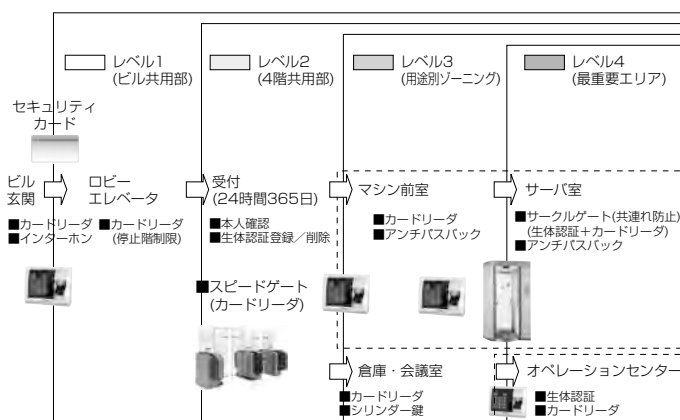 レベル1
(ビル共用部)
レベル2
(4階共用部)
レベル3
(用途別ゾーニング)
レベル4
(最重要エリア)
セキュリティ
カード
ビル
玄関
ロビー
エレベータ
受付
(24時間365日)
マシン前室
サーバ室
■カードリーダ
■インターホン
■カードリーダ
(停止階制限)
■本人確認
■生体認証登録／削除
■カードリーダ
■アンチパスバック
■サークルゲート(共連れ防止)
(生体認証＋カードリーダ)
■アンチパスバック
■スピードゲート
(カードリーダ)
倉庫・会議室
■カードリーダ
■シリンダー鍵
オペレーションセンター
■生体認証
■カードリーダ